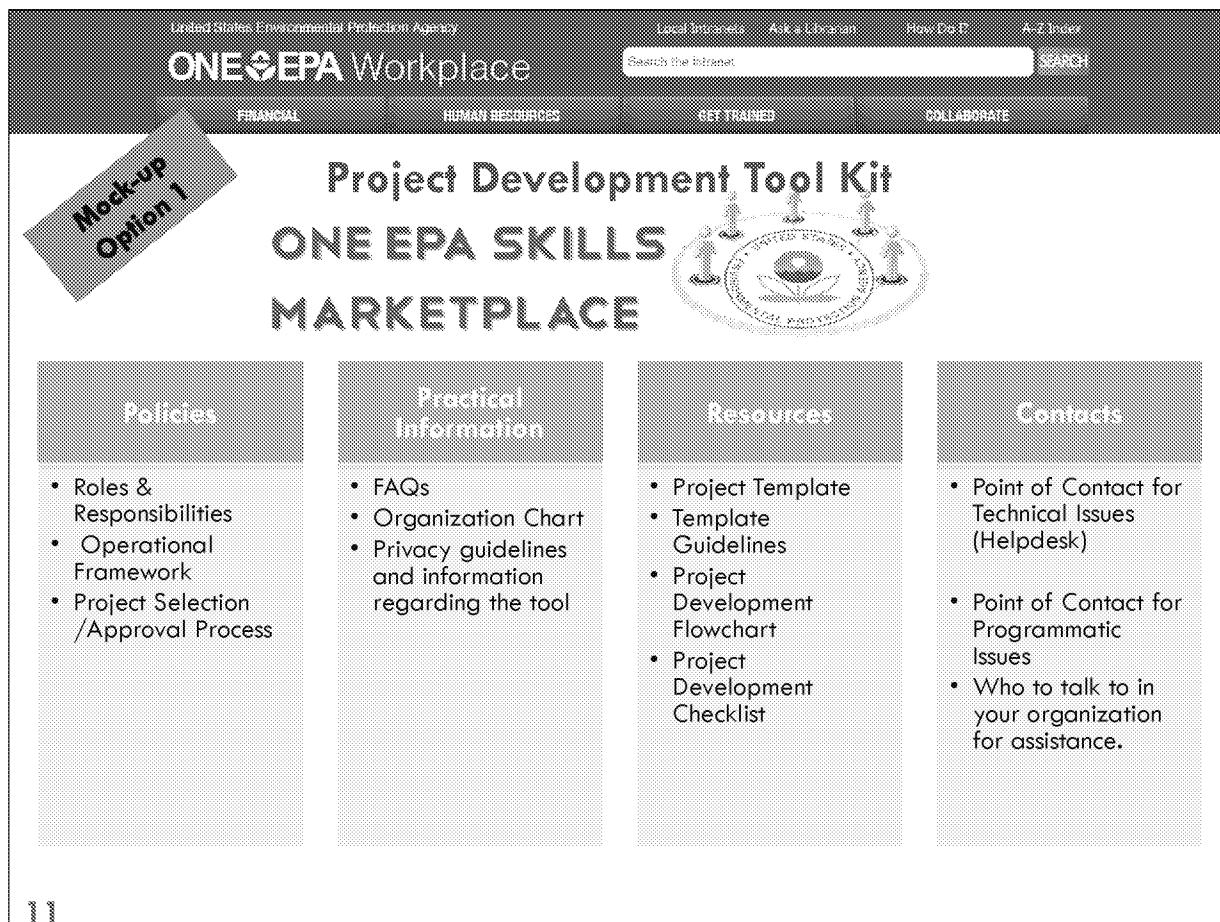 United States Environmental Protection Agency
Local Intranets Ask a Librarian How Do I? A-Z Index
ONE EPA Workplace
Search the Intranet SEARCH
FINANCIAL HUMAN RESOURCES GET TRAINED COLLABORATE
Mock-up
Option 1
Project Development Tool Kit
ONE EPA SKILLS
MARKETPLACE
UNITED STATES
Policies
• Roles &
Responsibilities
• Operational
Framework
• Project Selection
/Approval Process
Practical
Information
• FAQs
• Organization Chart
• Privacy guidelines
and information
regarding the tool
Resources
• Project Template
• Template
Guidelines
• Project
Development
Flowchart
• Project
Development
Checklist
Contacts
• Point of Contact for
Technical Issues
(Helpdesk)
• Point of Contact for
Programmatic
Issues
• Who to talk to in
your organization
for assistance.
11